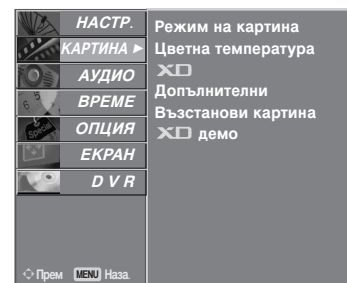 НАСТР.
КАРТИНА ►
АУДИО
ВРЕМЕ
ОПЦИЯ
ЕКРАН
D V R
Режим на картина
Цветна температура
XD
Допълнителни
Възстанови картина
XD демо
Special
Прем MENU Наза.